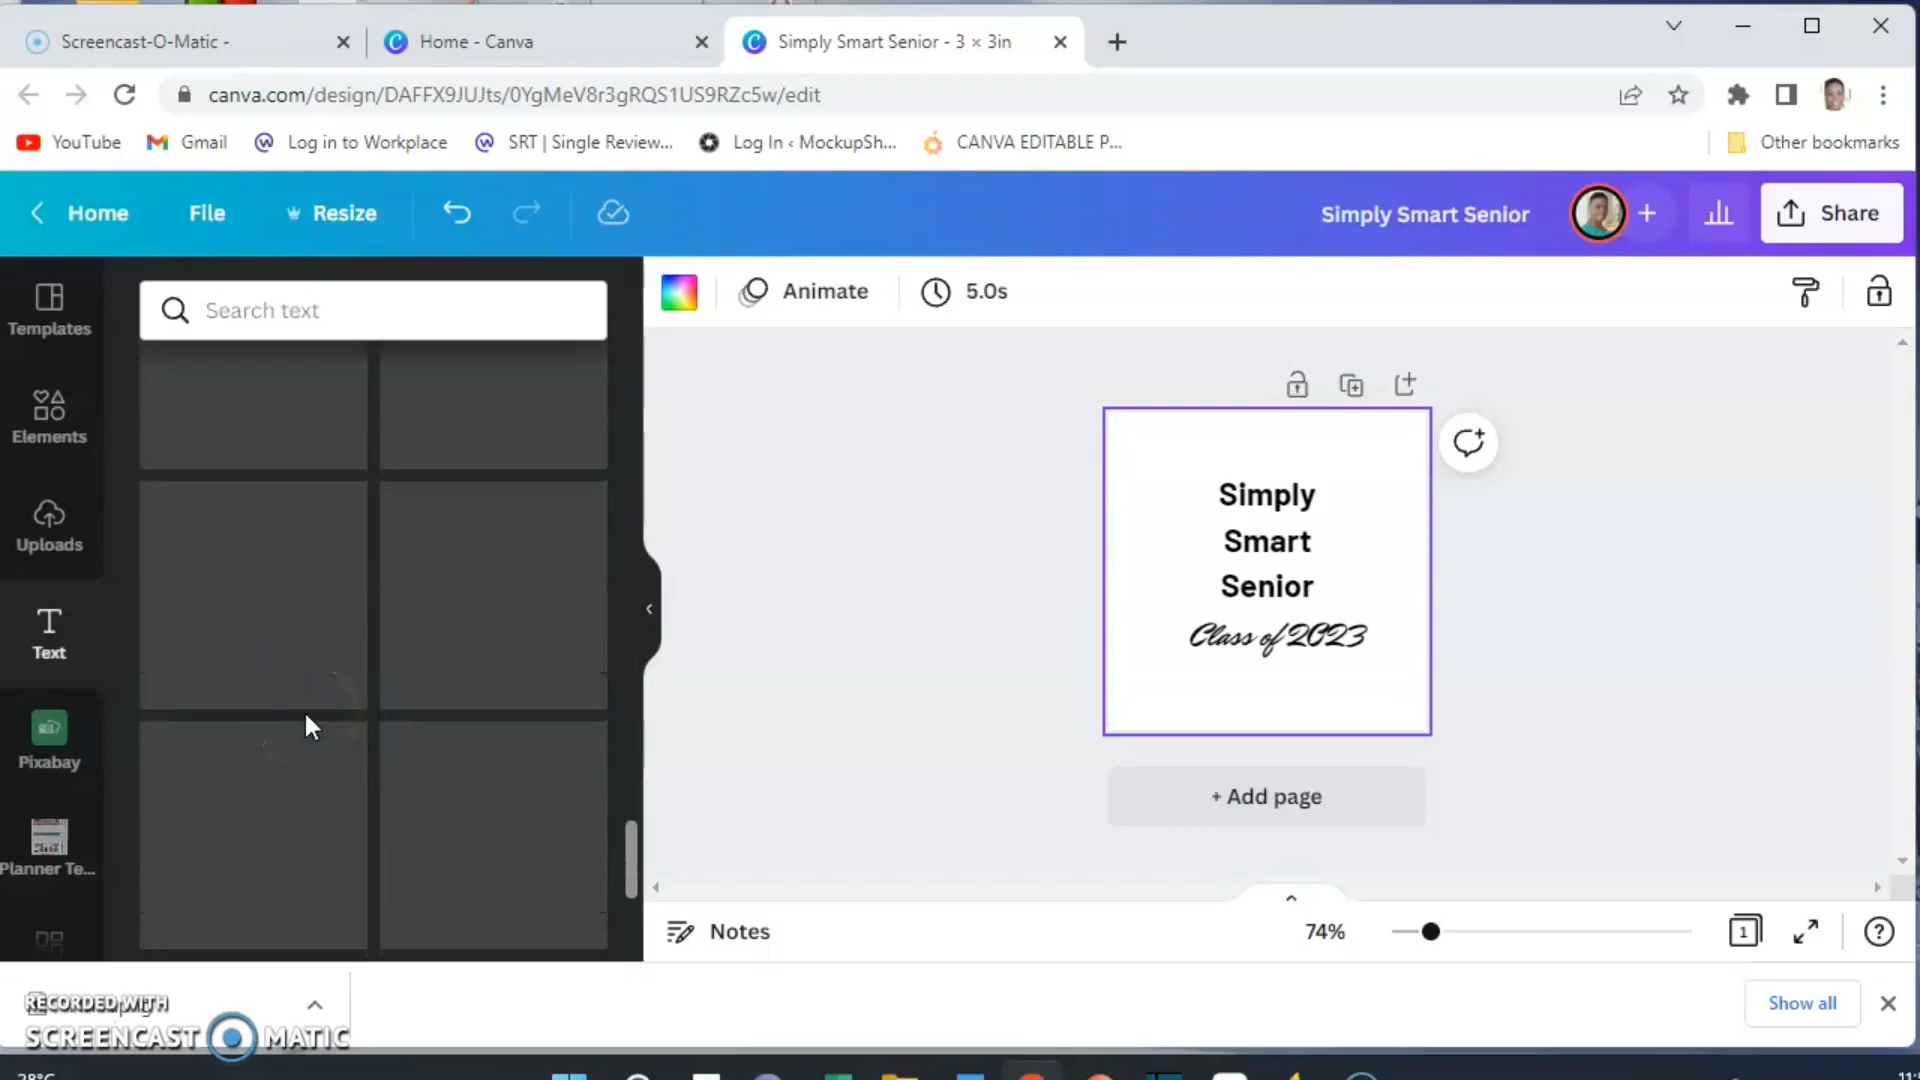 Screencast-O-Matic -
Home - Canva
Simply Smart Senior - 3 × 3in
canva.com/design/DAFFX9JUJts/0YgMeV8r3gRQS1US9RZc5w/edit
YouTube
Gmail
Log in to Workplace
SRT | Single Review...
Log In ‹ MockupSh...
CANVA EDITABLE P...
Other bookmarks
Home
File
Resize
Simply Smart Senior
Share
Templates
Search text
Animate
5.0s
Elements
Uploads
Text
Pixabay
Planner Te...
Simply
Smart
Senior
Class of 2023
+ Add page
Notes
74%
1
RECORDED WITH
SCREENCAST MATIC
Show all
28°C